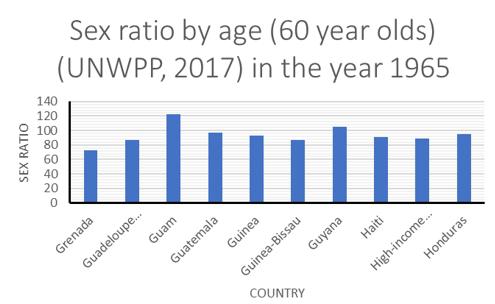 Sex ratio by age (60 year olds)
(UNWPP, 2017) in the year 1965
140
120
100
80
60
40
20
0
SEX RATIO
Grenada
Guadeloupe...
Guam
Guatemala
Guinea
Guinea-Bissau
Guyana
Haiti
High-income...
Honduras
COUNTRY